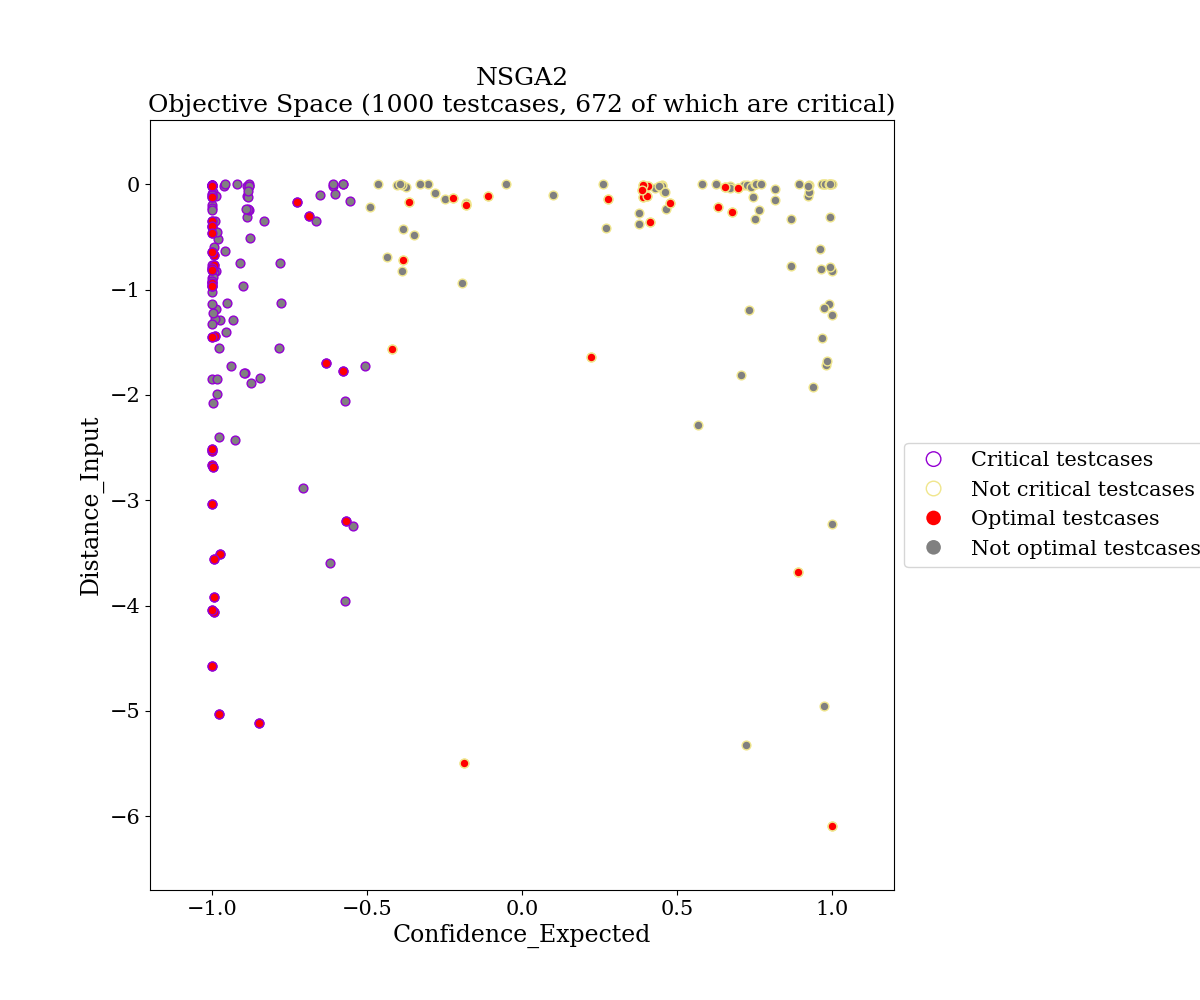 NSGA2
Objective Space (1000 testcases, 672 of which are critical)
0
−1
−2
−3
−4
−5
−6
Distance_Input
−1.0
−0.5
0.0
0.5
1.0
Confidence_Expected
Critical testcases
Not critical testcases
Optimal testcases
Not optimal testcases